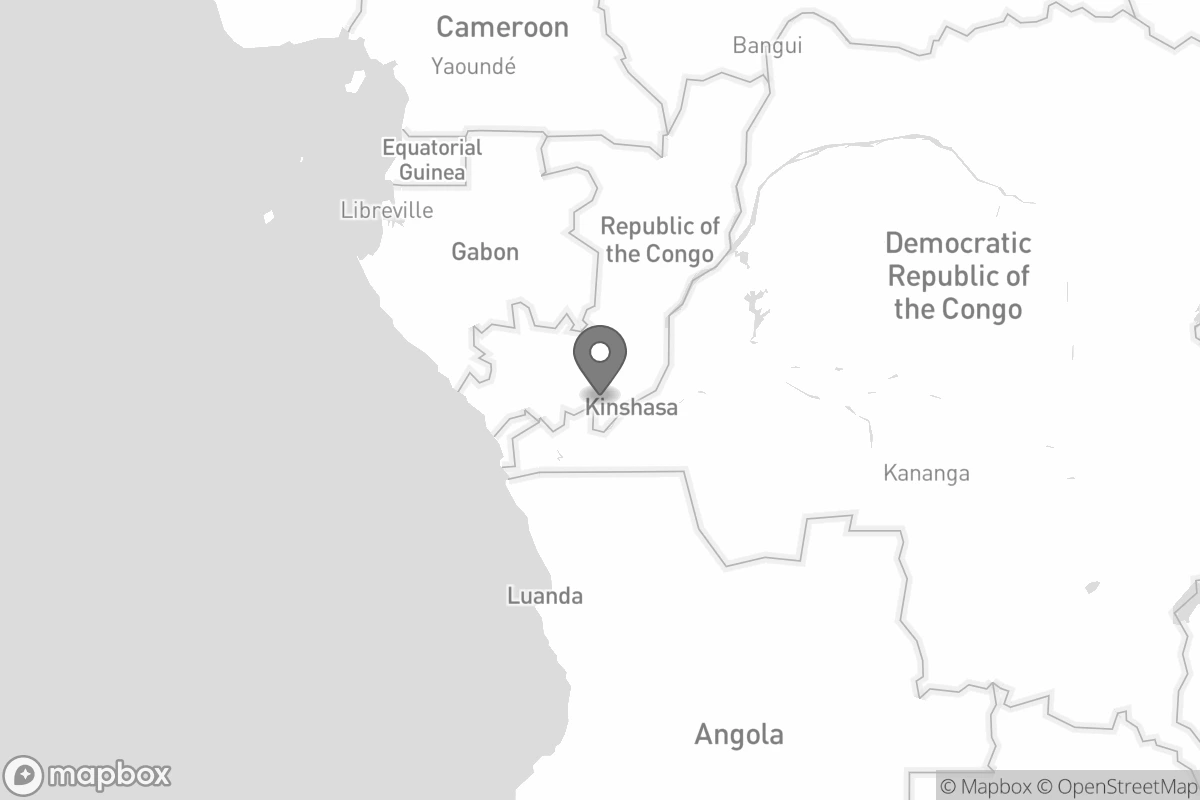 Cameroon
Bangui
Yaoundé
Equatorial
Guinea
Libreville
Republic of
the Congo
Gabon
Democratic
Republic of
the Congo
Kinshasa
Kananga
Luanda
Angola
mapbox
© Mapbox © OpenStreetMap